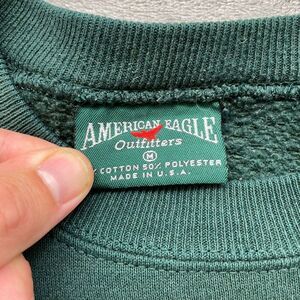 AMERICAN EAGLE
Outfitters
M
% COTTON 50% POLYESTER
MADE IN U.S.A.